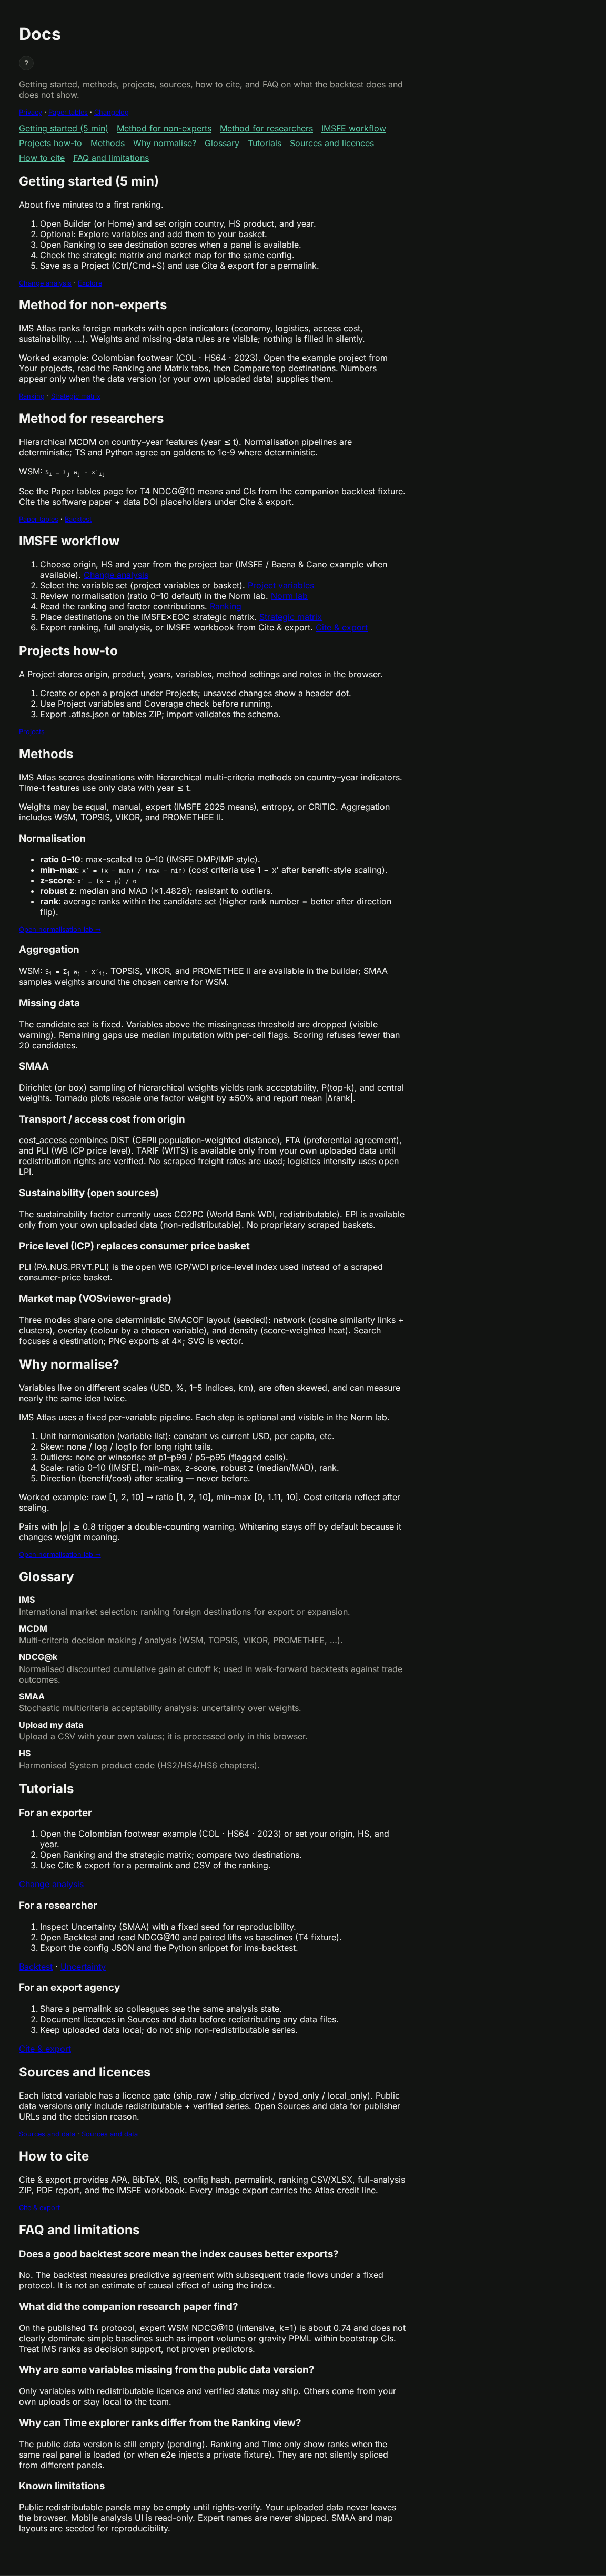 Docs
?
Getting started, methods, projects, sources, how to cite, and FAQ on what the backtest does and
does not show.
Getting started (5 min) Method for non-experts Method for researchers IMSFE workflow
Projects how-to Methods Why normalise? Glossary Tutorials Sources and licences
How to cite FAQ and limitations
Getting started (5 min)
About five minutes to a first ranking.
1. Open Builder (or Home) and set origin country, HS product, and year.
2. Optional: Explore variables and add them to your basket.
3. Open Ranking to see destination scores when a panel is available.
4. Check the strategic matrix and market map for the same config.
5. Save as a Project (Ctrl/Cmd+S) and use Cite & export for a permalink.
Method for non-experts
IMS Atlas ranks foreign markets with open indicators (economy, logistics, access cost,
sustainability, …). Weights and missing-data rules are visible; nothing is filled in silently.
Worked example: Colombian footwear (COL · HS64 · 2023). Open the example project from
Your projects, read the Ranking and Matrix tabs, then Compare top destinations. Numbers
appear only when the data version (or your own uploaded data) supplies them.
Method for researchers
Hierarchical MCDM on country–year features (year ≤ t). Normalisation pipelines are
deterministic; TS and Python agree on goldens to 1e-9 where deterministic.
WSM: Sᵢ = Σⱼ wⱼ · x′ᵢⱼ
See the Paper tables page for T4 NDCG@10 means and CIs from the companion backtest fixture.
Cite the software paper + data DOI placeholders under Cite & export.
IMSFE workflow
1. Choose origin, HS and year from the project bar (IMSFE / Baena & Cano example when
available).
2. Select the variable set (project variables or basket).
3. Review normalisation (ratio 0–10 default) in the Norm lab.
4. Read the ranking and factor contributions.
5. Place destinations on the IMSFE×EOC strategic matrix.
6. Export ranking, full analysis, or IMSFE workbook from Cite & export. Cite & export
Projects how-to
A Project stores origin, product, years, variables, method settings and notes in the browser.
1. Create or open a project under Projects; unsaved changes show a header dot.
2. Use Project variables and Coverage check before running.
3. Export .atlas.json or tables ZIP; import validates the schema.
Methods
IMS Atlas scores destinations with hierarchical multi-criteria methods on country–year indicators.
Time-t features use only data with year ≤ t.
Weights may be equal, manual, expert (IMSFE 2025 means), entropy, or CRITIC. Aggregation
includes WSM, TOPSIS, VIKOR, and PROMETHEE II.
Normalisation
• ratio 0–10: max-scaled to 0–10 (IMSFE DMP/IMP style).
• min–max: x′ = (x − min) / (max − min) (cost criteria use 1 − x′ after benefit-style scaling).
• z-score: x′ = (x − μ) / σ
• robust z: median and MAD (×1.4826); resistant to outliers.
• rank: average ranks within the candidate set (higher rank number = better after direction
flip).
Aggregation
WSM: Sᵢ = Σⱼ wⱼ · x′ᵢⱼ. TOPSIS, VIKOR, and PROMETHEE II are available in the builder; SMAA
samples weights around the chosen centre for WSM.
Missing data
The candidate set is fixed. Variables above the missingness threshold are dropped (visible
warning). Remaining gaps use median imputation with per-cell flags. Scoring refuses fewer than
20 candidates.
SMAA
Dirichlet (or box) sampling of hierarchical weights yields rank acceptability, P(top-k), and central
weights. Tornado plots rescale one factor weight by ±50% and report mean |Δrank|.
Transport / access cost from origin
cost_access combines DIST (CEPII population-weighted distance), FTA (preferential agreement),
and PLI (WB ICP price level). TARIF (WITS) is available only from your own uploaded data until
redistribution rights are verified. No scraped freight rates are used; logistics intensity uses open
LPI.
Sustainability (open sources)
The sustainability factor currently uses CO2PC (World Bank WDI, redistributable). EPI is available
only from your own uploaded data (non-redistributable). No proprietary scraped baskets.
Price level (ICP) replaces consumer price basket
PLI (PA.NUS.PRVT.PLI) is the open WB ICP/WDI price-level index used instead of a scraped
consumer-price basket.
Market map (VOSviewer-grade)
Three modes share one deterministic SMACOF layout (seeded): network (cosine similarity links +
clusters), overlay (colour by a chosen variable), and density (score-weighted heat). Search
focuses a destination; PNG exports at 4×; SVG is vector.
Why normalise?
Variables live on different scales (USD, %, 1–5 indices, km), are often skewed, and can measure
nearly the same idea twice.
IMS Atlas uses a fixed per-variable pipeline. Each step is optional and visible in the Norm lab.
1. Unit harmonisation (variable list): constant vs current USD, per capita, etc.
2. Skew: none / log / log1p for long right tails.
3. Outliers: none or winsorise at p1–p99 / p5–p95 (flagged cells).
4. Scale: ratio 0–10 (IMSFE), min–max, z-score, robust z (median/MAD), rank.
5. Direction (benefit/cost) after scaling — never before.
Worked example: raw [1, 2, 10] → ratio [1, 2, 10], min–max [0, 1.11, 10]. Cost criteria reflect after
scaling.
Pairs with |ρ| ≥ 0.8 trigger a double-counting warning. Whitening stays off by default because it
changes weight meaning.
Glossary
IMS
International market selection: ranking foreign destinations for export or expansion.
MCDM
Multi-criteria decision making / analysis (WSM, TOPSIS, VIKOR, PROMETHEE, …).
NDCG@k
Normalised discounted cumulative gain at cutoff k; used in walk-forward backtests against trade
outcomes.
SMAA
Stochastic multicriteria acceptability analysis: uncertainty over weights.
Upload my data
Upload a CSV with your own values; it is processed only in this browser.
HS
Harmonised System product code (HS2/HS4/HS6 chapters).
Tutorials
For an exporter
1. Open the Colombian footwear example (COL · HS64 · 2023) or set your origin, HS, and
year.
2. Open Ranking and the strategic matrix; compare two destinations.
3. Use Cite & export for a permalink and CSV of the ranking.
For a researcher
1. Inspect Uncertainty (SMAA) with a fixed seed for reproducibility.
2. Open Backtest and read NDCG@10 and paired lifts vs baselines (T4 fixture).
3. Export the config JSON and the Python snippet for ims-backtest.
For an export agency
1. Share a permalink so colleagues see the same analysis state.
2. Document licences in Sources and data before redistributing any data files.
3. Keep uploaded data local; do not ship non-redistributable series.
Cite & export
Sources and licences
Each listed variable has a licence gate (ship_raw / ship_derived / byod_only / local_only). Public
data versions only include redistributable + verified series. Open Sources and data for publisher
URLs and the decision reason.
How to cite
Cite & export provides APA, BibTeX, RIS, config hash, permalink, ranking CSV/XLSX, full-analysis
ZIP, PDF report, and the IMSFE workbook. Every image export carries the Atlas credit line.
FAQ and limitations
Does a good backtest score mean the index causes better exports?
No. The backtest measures predictive agreement with subsequent trade flows under a fixed
protocol. It is not an estimate of causal effect of using the index.
What did the companion research paper find?
On the published T4 protocol, expert WSM NDCG@10 (intensive, k=1) is about 0.74 and does not
clearly dominate simple baselines such as import volume or gravity PPML within bootstrap CIs.
Treat IMS ranks as decision support, not proven predictors.
Why are some variables missing from the public data version?
Only variables with redistributable licence and verified status may ship. Others come from your
own uploads or stay local to the team.
Why can Time explorer ranks differ from the Ranking view?
The public data version is still empty (pending). Ranking and Time only show ranks when the
same real panel is loaded (or when e2e injects a private fixture). They are not silently spliced
from different panels.
Known limitations
Public redistributable panels may be empty until rights-verify. Your uploaded data never leaves
the browser. Mobile analysis UI is read-only. Expert names are never shipped. SMAA and map
layouts are seeded for reproducibility.